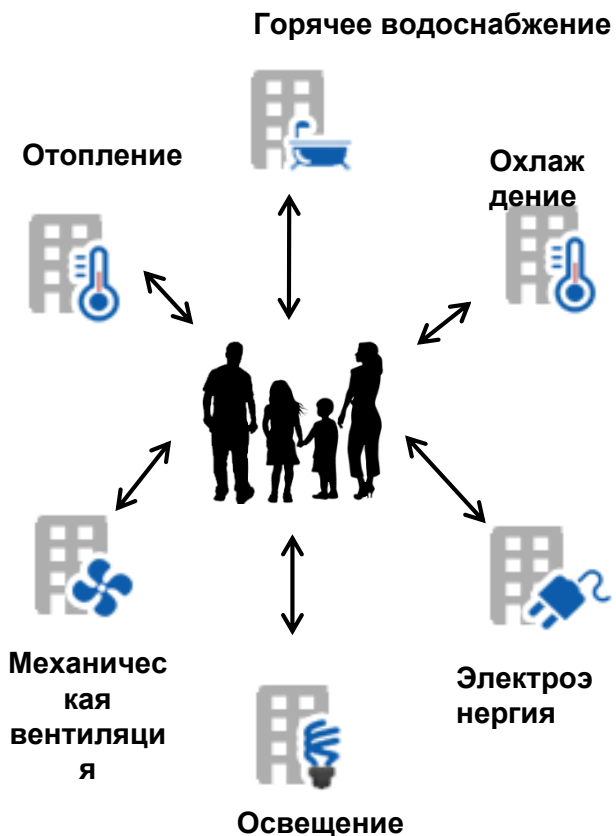 Горячее водоснабжение
Отопление
Охлаж
дение
Механичес
кая
вентиляци
я
Электроэ
нергия
Освещение